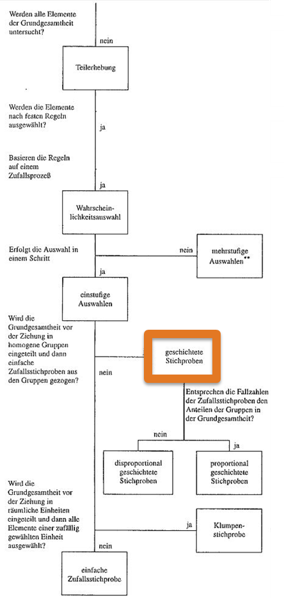 Werden alle Elemente
der Grundgesamtheit
untersucht?
nein
Teilerhebung
Werden die Elemente
nach festen Regeln
ausgewählt?
ja
Basieren die Regeln
auf einem
Zufallsprozeß
ja
Wahrschein-
lichkeitsauswahl
Erfolgt die Auswahl in
einem Schritt
nein
mehrstufige
Auswahlen**
ja
einstufige
Auswahlen
Wird die
Grundgesamtheit vor
der Ziehung in
homogene Gruppen
eingeteilt und dann
einfache
Zufallsstichproben aus
den Gruppen gezogen?
nein
geschichtete
Stichproben
Entsprechen die Fallzahlen
der Zufallsstichproben den
Anteilen der Gruppen in
der Grundgesamtheit?
nein
ja
disproportional
geschichtete
Stichproben
proportional
geschichtete
Stichproben
Wird die
Grundgesamtheit vor
der Ziehung in
räumliche Einheiten
eingeteilt und dann alle
Elemente einer zufällig
gewählten Einheit
ausgewählt?
ja
Klumpen-
stichprobe
nein
einfache
Zufallsstichprobe